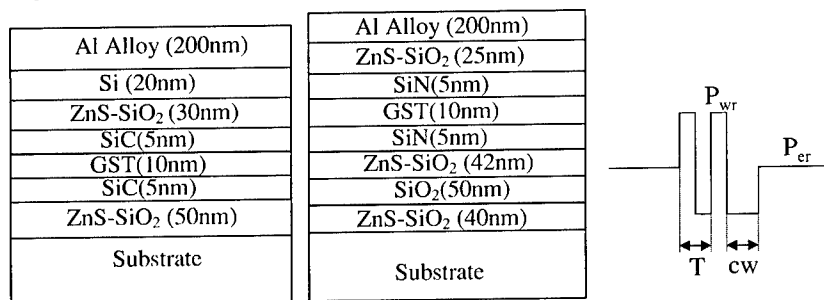 Al Alloy (200nm)
Si (20nm)
ZnS-SiO₂ (30nm)
SiC(5nm)
GST(10nm)
SiC(5nm)
ZnS-SiO₂ (50nm)
Substrate
Al Alloy (200nm)
ZnS-SiO₂ (25nm)
SiN(5nm)
GST(10nm)
SiN(5nm)
ZnS-SiO₂ (42nm)
SiO₂(50nm)
ZnS-SiO₂ (40nm)
Substrate
Pwr
Per
T
cw